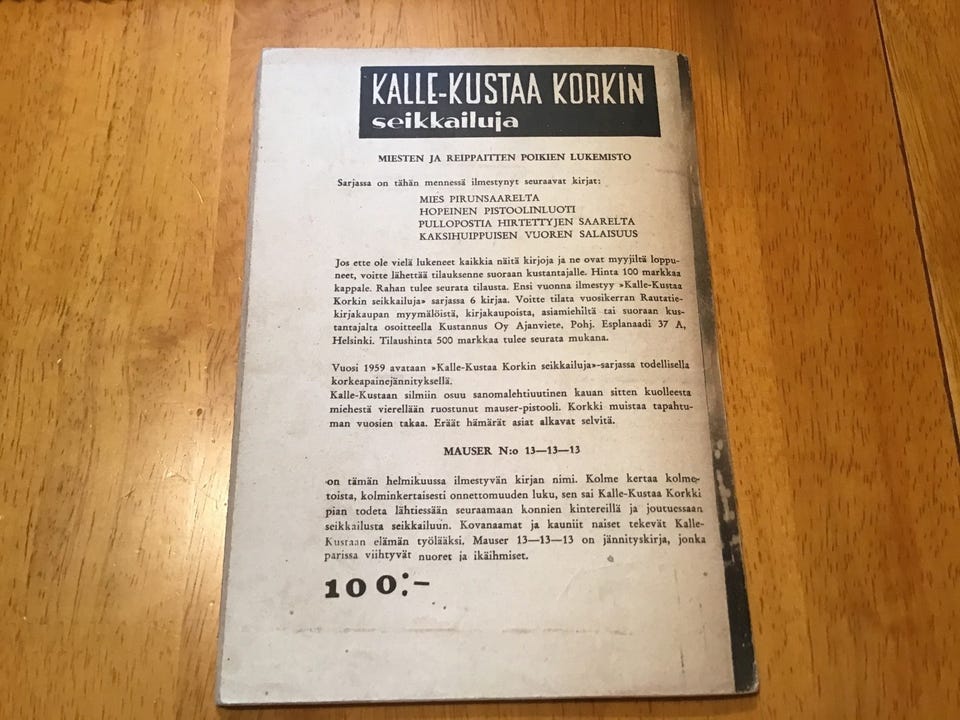 KALLE-KUSTAA KORKIN
seikkailuja
MIESTEN JA REIPPAITTEN POIKIEN LUKEMISTO
Sarjassa on tähän mennessä ilmestynyt seuraavat kirjat:
MIES PIRUNSAARELTA
HOPEINEN PISTOOLINLUOTI
PULLOPOSTIA HIRTETTYJEN SAARELTA
KAKSIHUIPPUISEN VUOREN SALAISUUS
Jos ette ole vielä lukeneet kaikkia näitä kirjoja ja ne ovat myyjiltä loppu-
neet, voitte lähettää tilauksenne suoraan kustantajalle. Hinta 100 markkaa
kappale. Rahan tulee seurata tilausta. Ensi vuonna ilmestyy »Kalle-Kustaa
Korkin seikkailuja» sarjassa 6 kirjaa. Voitte tilata vuosikerran Rautatie-
kirjakaupan myymälöistä, kirjakaupoista, asiamiehiltä tai suoraan kus-
tantajalta osoitteella Kustannus Oy Ajanviete, Pohj. Esplanaadi 37 A,
Helsinki. Tilaushinta 500 markkaa tulee seurata mukana.
Vuosi 1959 avataan »Kalle-Kustaa Korkin seikkailuja»-sarjassa todellisella
korkeapainejännityksellä.
Kalle-Kustaan silmiin osuu sanomalehtiuutinen kauan sitten kuolleesta
miehestä vierellään ruostunut mauser-pistooli. Korkki muistaa tapahtu-
man vuosien takaa. Eräät hämärät asiat alkavat selvitä.
MAUSER N:o 13—13—13
on tämän helmikuussa ilmestyvän kirjan nimi. Kolme kertaa kolme-
toista, kolminkertaisesti onnettomuuden luku, sen sai Kalle-Kustaa Korkki
pian todeta lähtiessään seuraamaan konnien kintereillä ja joutuessaan
seikkailusta seikkailuun. Kovanaamat ja kauniit naiset tekevät Kalle-
Kustaan elämän työlääksi. Mauser 13—13—13 on jännityskirja, jonka
parissa viihtyvät nuoret ja ikäihmiset.
100:-